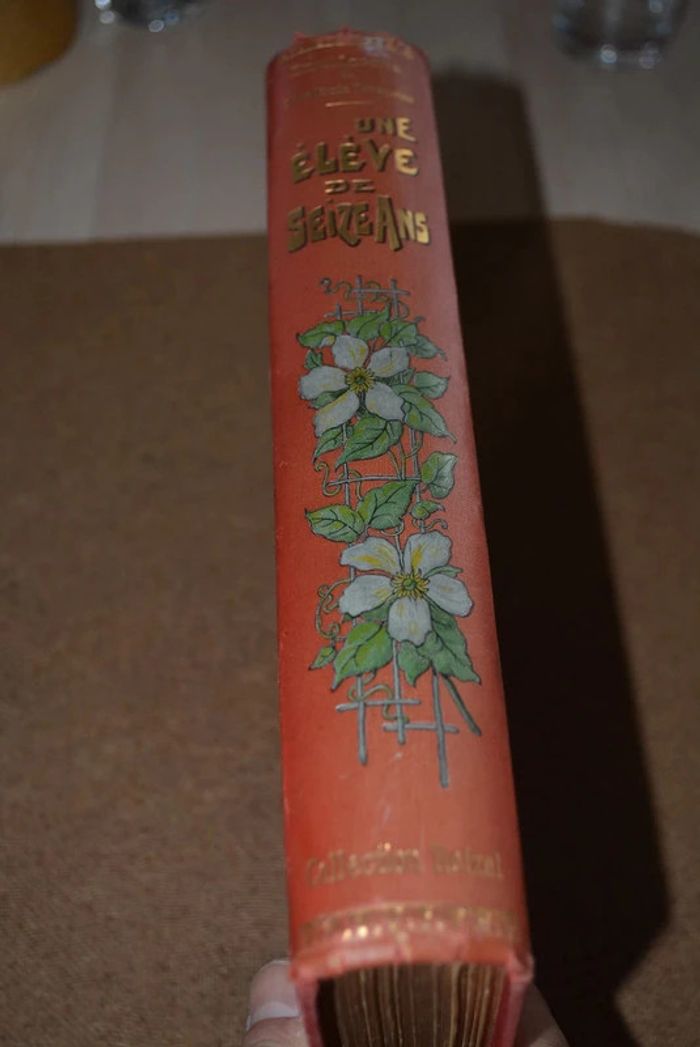 UNE
ÉLÈVE
DE
SEIZE ANS
Collection Hetzel